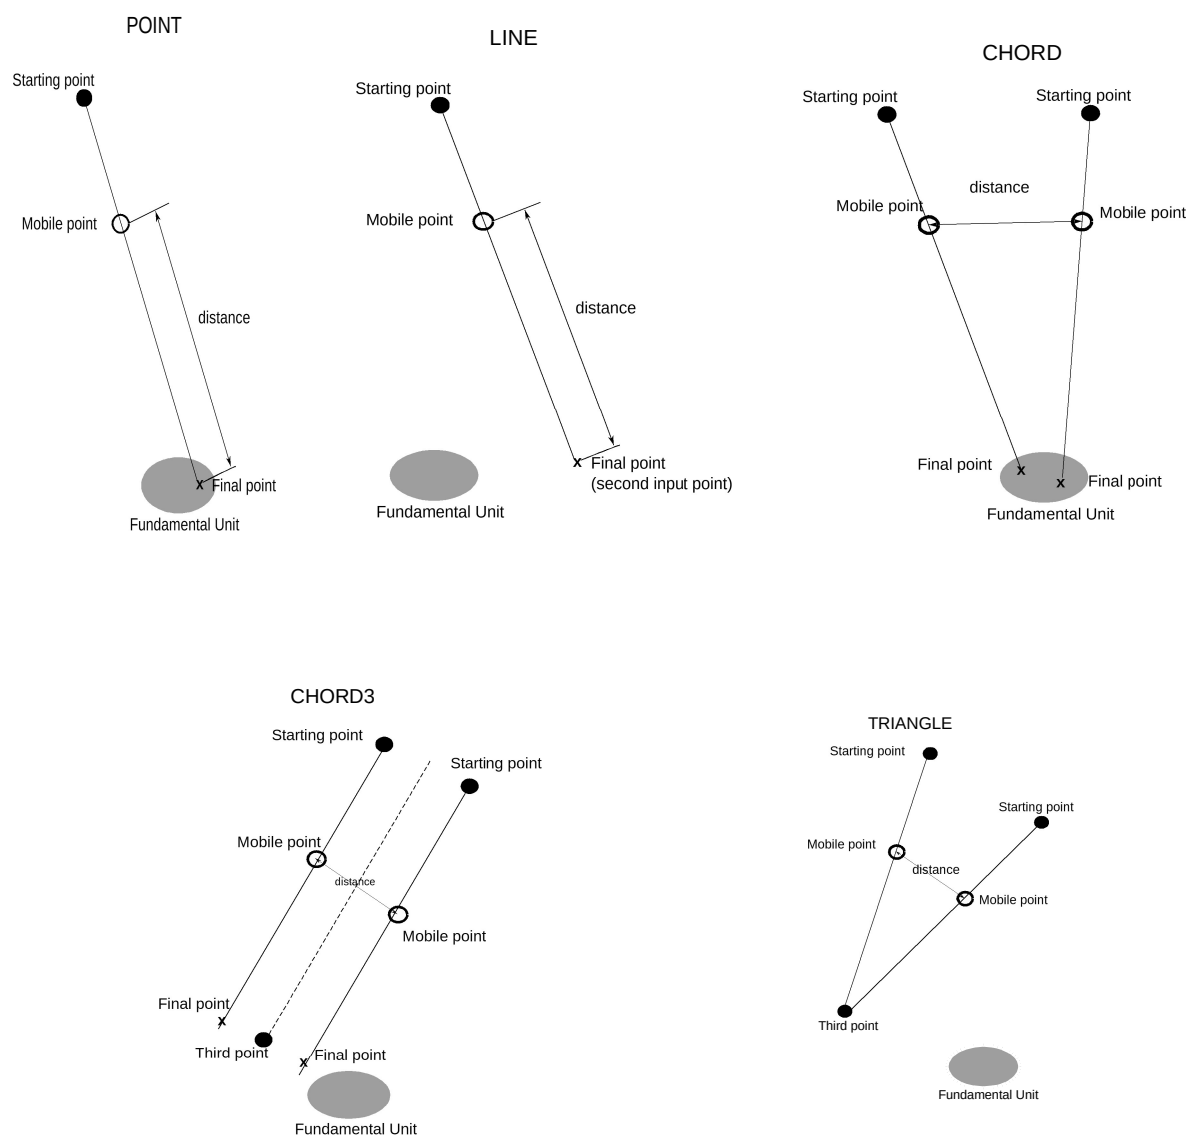 POINT
Starting point
Mobile point
distance
x
Final point
Fundamental Unit
LINE
Starting point
Mobile point
distance
x
Final point
(second input point)
Fundamental Unit
CHORD
Starting point
Starting point
distance
Mobile point
Mobile point
Final point
x
x
Final point
Fundamental Unit
CHORD3
Starting point
Starting point
Mobile point
distance
Mobile point
Final point
x
Third point
x
Final point
Fundamental Unit
TRIANGLE
Starting point
Starting point
Mobile point
distance
Mobile point
Third point
Fundamental Unit